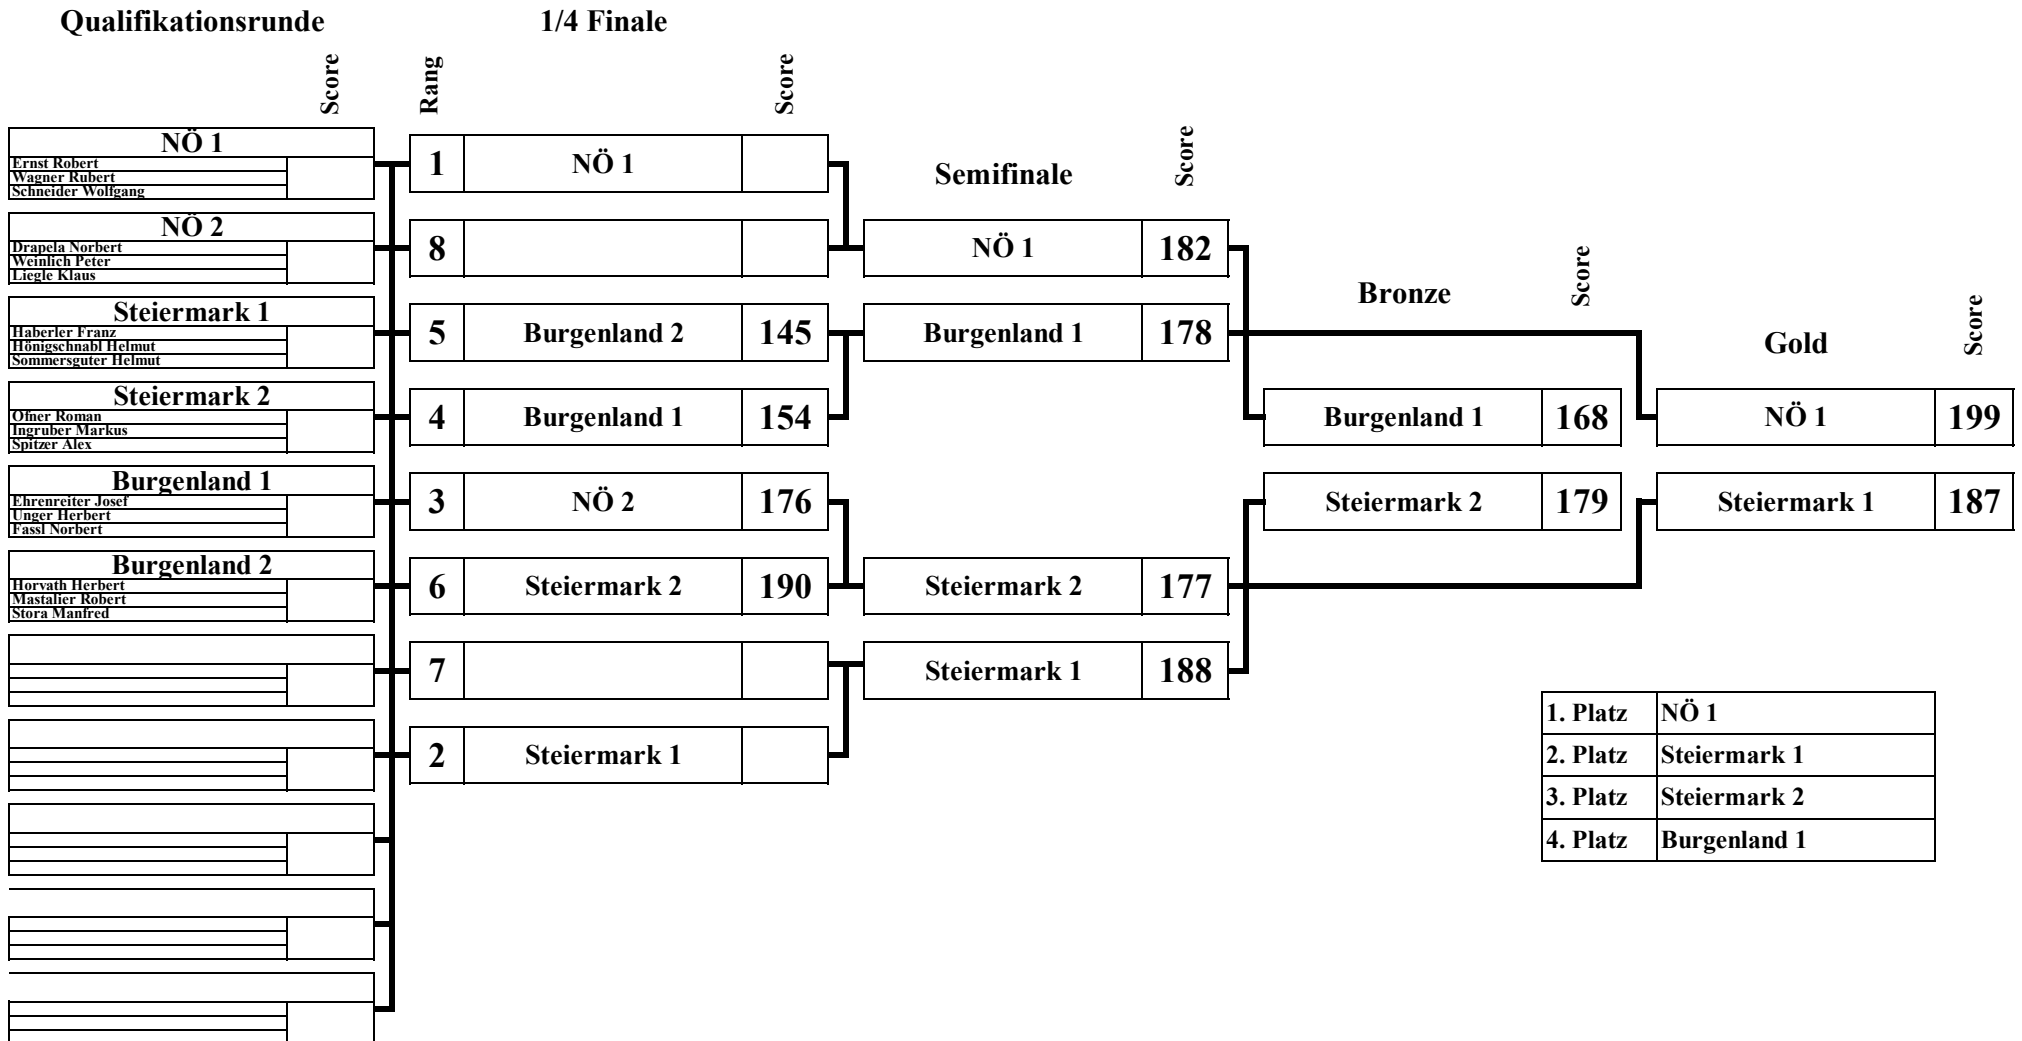 Qualifikationsrunde
1/4 Finale
Score
Rang
Score
NÖ 1
Ernst Robert
Wagner Rubert
Schneider Wolfgang
NÖ 2
Drapela Norbert
Weinlich Peter
Liegle Klaus
Steiermark 1
Haberler Franz
Hönigschnabl Helmut
Sommersguter Helmut
Steiermark 2
Ofner Roman
Ingruber Markus
Spitzer Alex
Burgenland 1
Ehrenreiter Josef
Unger Herbert
Fassl Norbert
Burgenland 2
Horvath Herbert
Mastalier Robert
Stora Manfred
1 NÖ 1
8
5 Burgenland 2 145
4 Burgenland 1 154
3 NÖ 2 176
6 Steiermark 2 190
7
2 Steiermark 1
Semifinale
Score
NÖ 1 182
Burgenland 1 178
Steiermark 2 177
Steiermark 1 188
Bronze
Score
Burgenland 1 168
Steiermark 2 179
Gold
Score
NÖ 1 199
Steiermark 1 187
1. Platz NÖ 1
2. Platz Steiermark 1
3. Platz Steiermark 2
4. Platz Burgenland 1